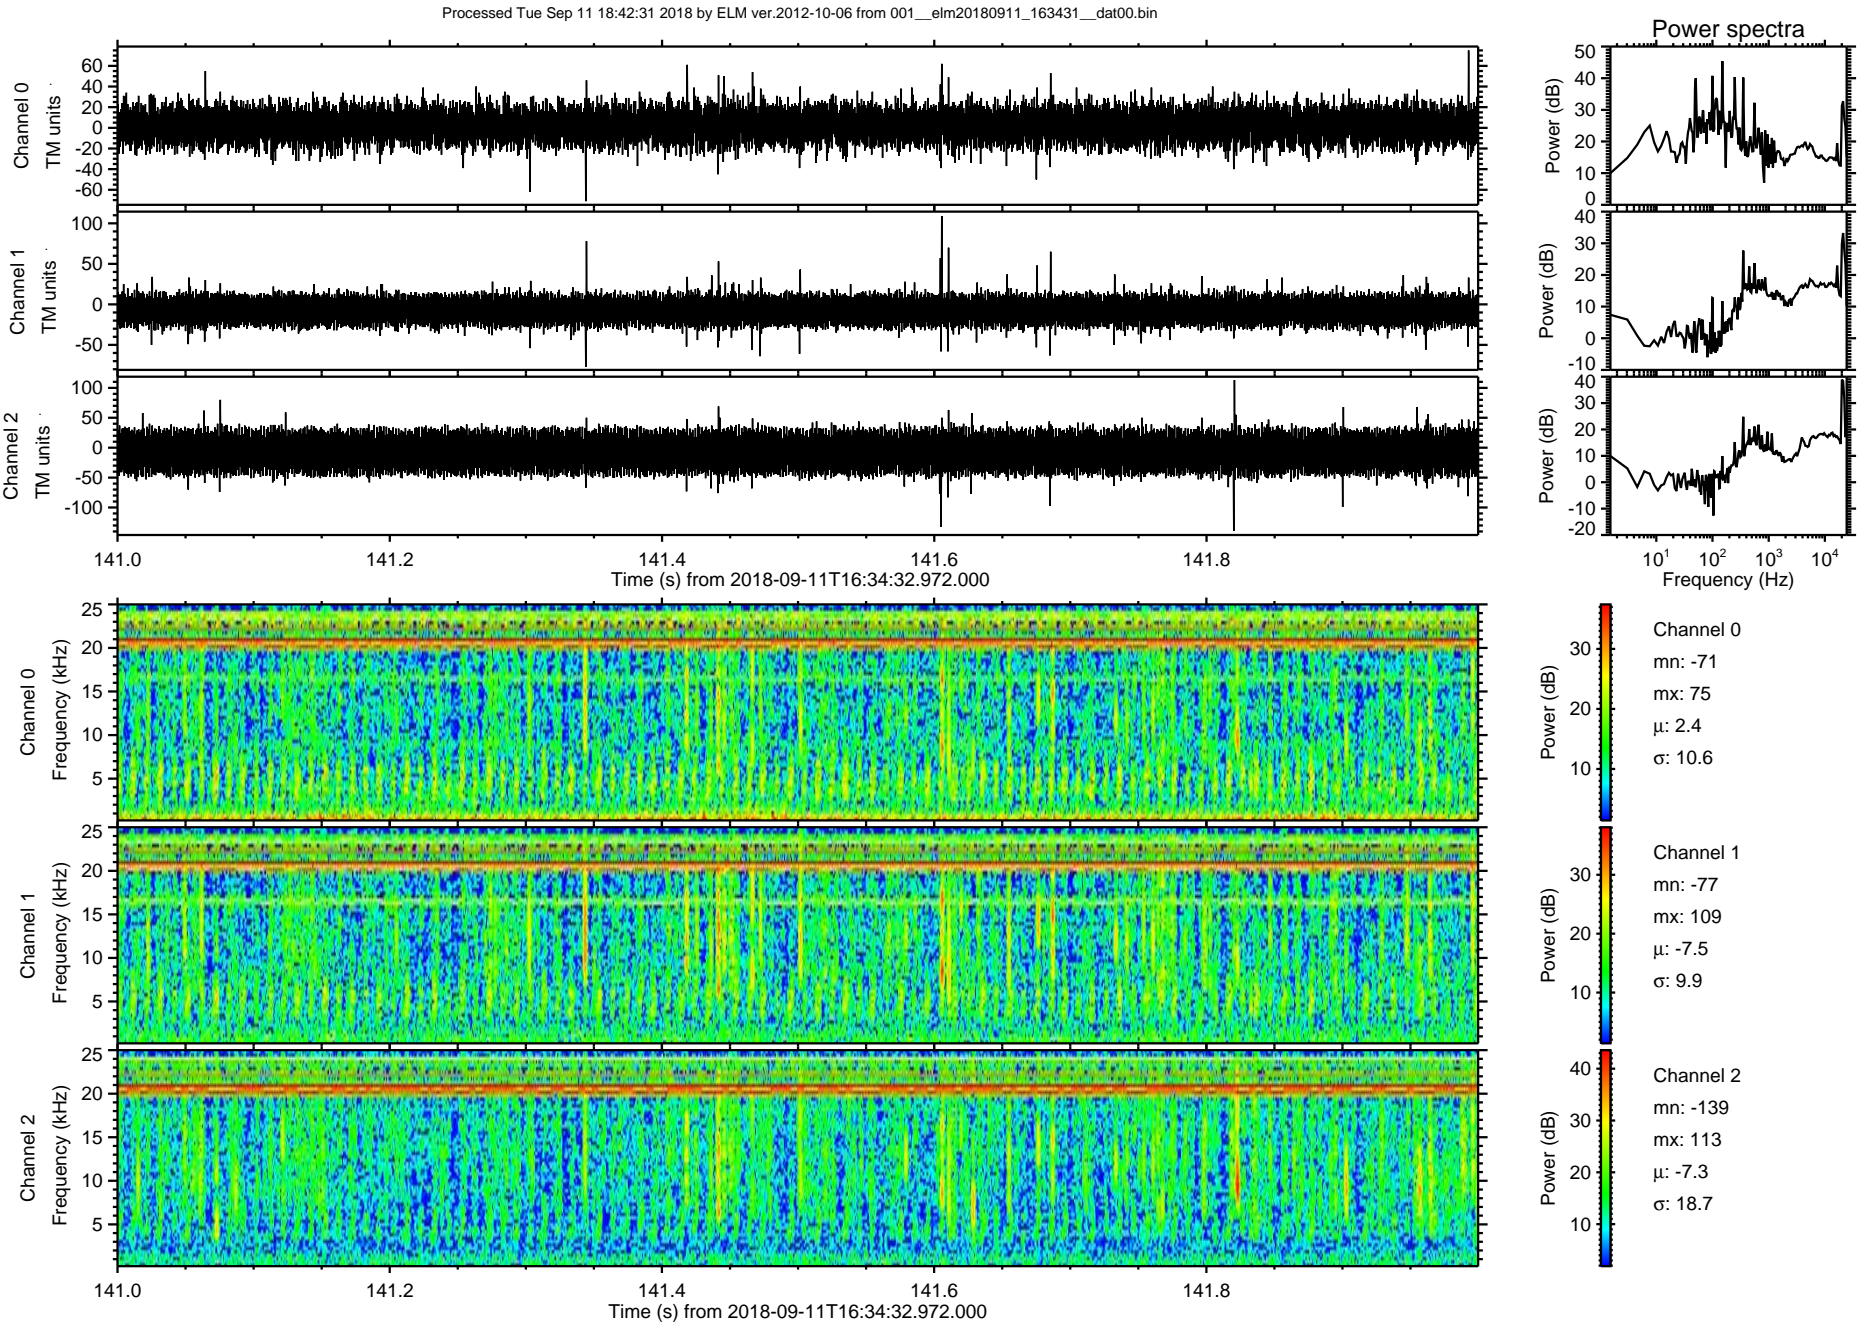 Processed Tue Sep 11 18:42:31 2018 by ELM ver.2012-10-06 from 001__elm20180911_163431__dat00.bin
Power spectra
Channel 0
TM units
60
40
20
0
-20
-40
-60
Power (dB)
50
40
30
20
10
0
Channel 1
TM units
100
50
0
-50
Power (dB)
40
30
20
10
0
-10
Channel 2
TM units
100
50
0
-50
-100
Power (dB)
40
30
20
10
0
-10
-20
141.0 141.2 141.4 141.6 141.8
Time (s) from 2018-09-11T16:34:32.972.000
10¹ 10² 10³ 10⁴
Frequency (Hz)
Channel 0
Frequency (kHz)
25
20
15
10
5
Power (dB)
30
20
10
Channel 0
mn: -71
mx: 75
μ: 2.4
σ: 10.6
Channel 1
Frequency (kHz)
25
20
15
10
5
Power (dB)
30
20
10
Channel 1
mn: -77
mx: 109
μ: -7.5
σ: 9.9
Channel 2
Frequency (kHz)
25
20
15
10
5
Power (dB)
40
30
20
10
Channel 2
mn: -139
mx: 113
μ: -7.3
σ: 18.7
141.0 141.2 141.4 141.6 141.8
Time (s) from 2018-09-11T16:34:32.972.000